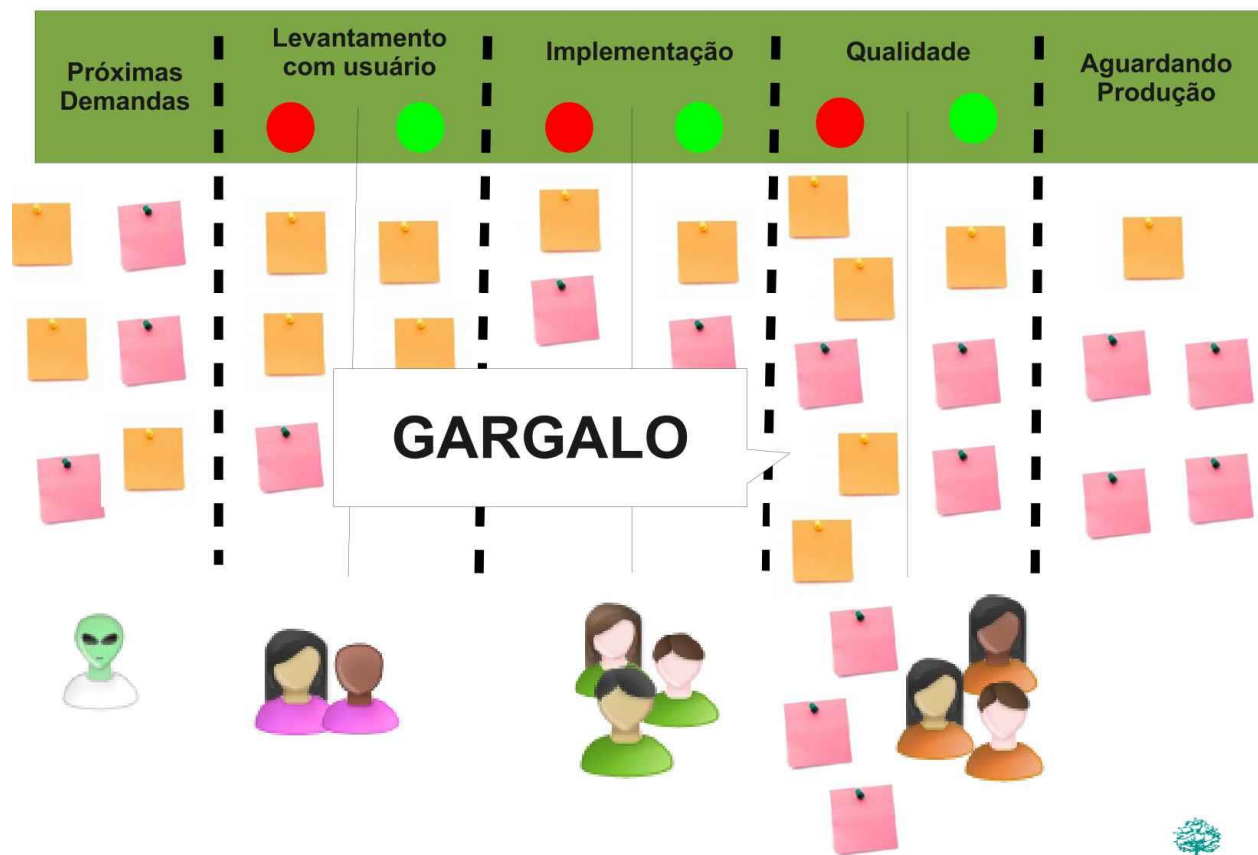 Próximas
Demandas
Levantamento
com usuário
Implementação
Qualidade
Aguardando
Produção
GARGALO